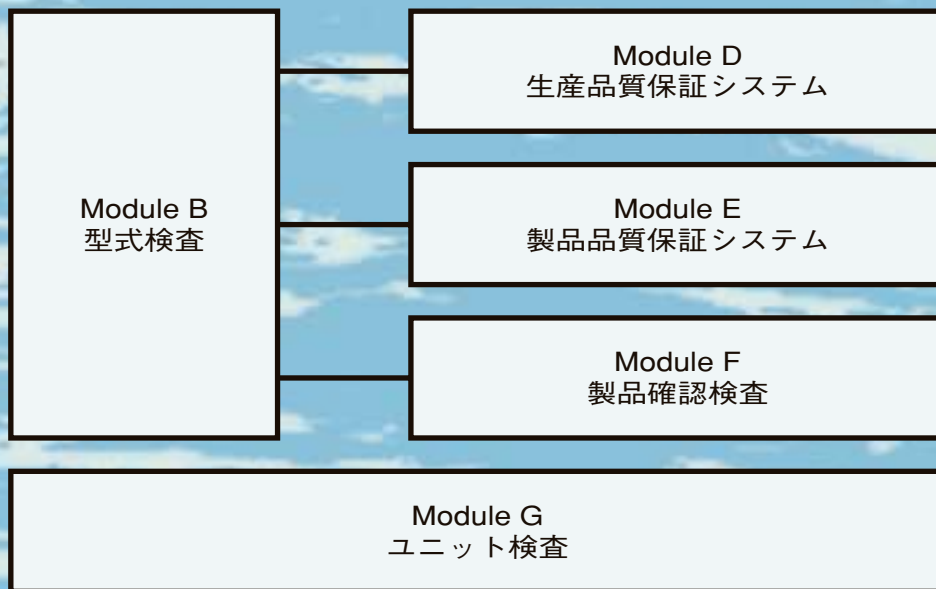 Module B
型式検査
Module D
生産品質保証システム
Module E
製品品質保証システム
Module F
製品確認検査
Module G
ユニット検査